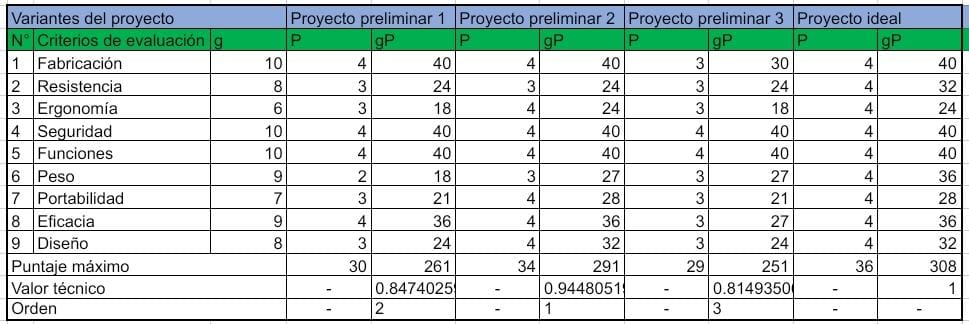 Variantes del proyecto Proyecto preliminar 1 Proyecto preliminar 2 Proyecto preliminar 3 Proyecto ideal
N° Criterios de evaluación g P gP P gP P gP P gP
1 Fabricación 10 4 40 4 40 3 30 4 40
2 Resistencia 8 3 24 3 24 3 24 4 32
3 Ergonomía 6 3 18 4 24 3 18 4 24
4 Seguridad 10 4 40 4 40 4 40 4 40
5 Funciones 10 4 40 4 40 4 40 4 40
6 Peso 9 2 18 3 27 3 27 4 36
7 Portabilidad 7 3 21 4 28 3 21 4 28
8 Eficacia 9 4 36 4 36 3 27 4 36
9 Diseño 8 3 24 4 32 3 24 4 32
Puntaje máximo 30 261 34 291 29 251 36 308
Valor técnico - 0.84740259 - 0.94480519 - 0.81493506 - 1
Orden - 2 - 1 - 3 - -